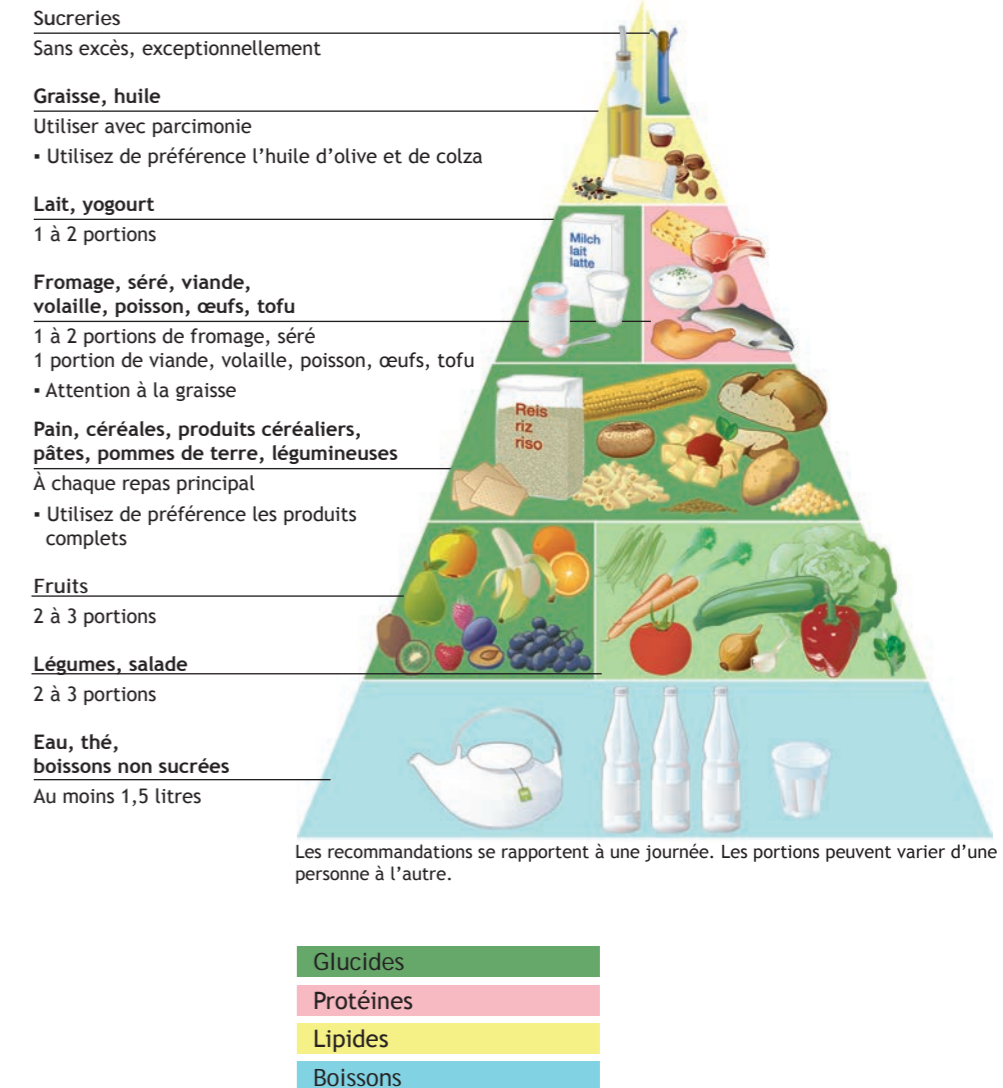 Sucreries
Sans excès, exceptionnellement
Graisse, huile
Utiliser avec parcimonie
▪ Utilisez de préférence l’huile d’olive et de colza
Lait, yogourt
1 à 2 portions
Milch
lait
latte
Fromage, séré, viande,
volaille, poisson, œufs, tofu
1 à 2 portions de fromage, séré
1 portion de viande, volaille, poisson, œufs, tofu
▪ Attention à la graisse
Reis
riz
riso
Pain, céréales, produits céréaliers,
pâtes, pommes de terre, légumineuses
À chaque repas principal
▪ Utilisez de préférence les produits
complets
Fruits
2 à 3 portions
Légumes, salade
2 à 3 portions
Eau, thé,
boissons non sucrées
Au moins 1,5 litres
Les recommandations se rapportent à une journée. Les portions peuvent varier d’une
personne à l’autre.
Glucides
Protéines
Lipides
Boissons